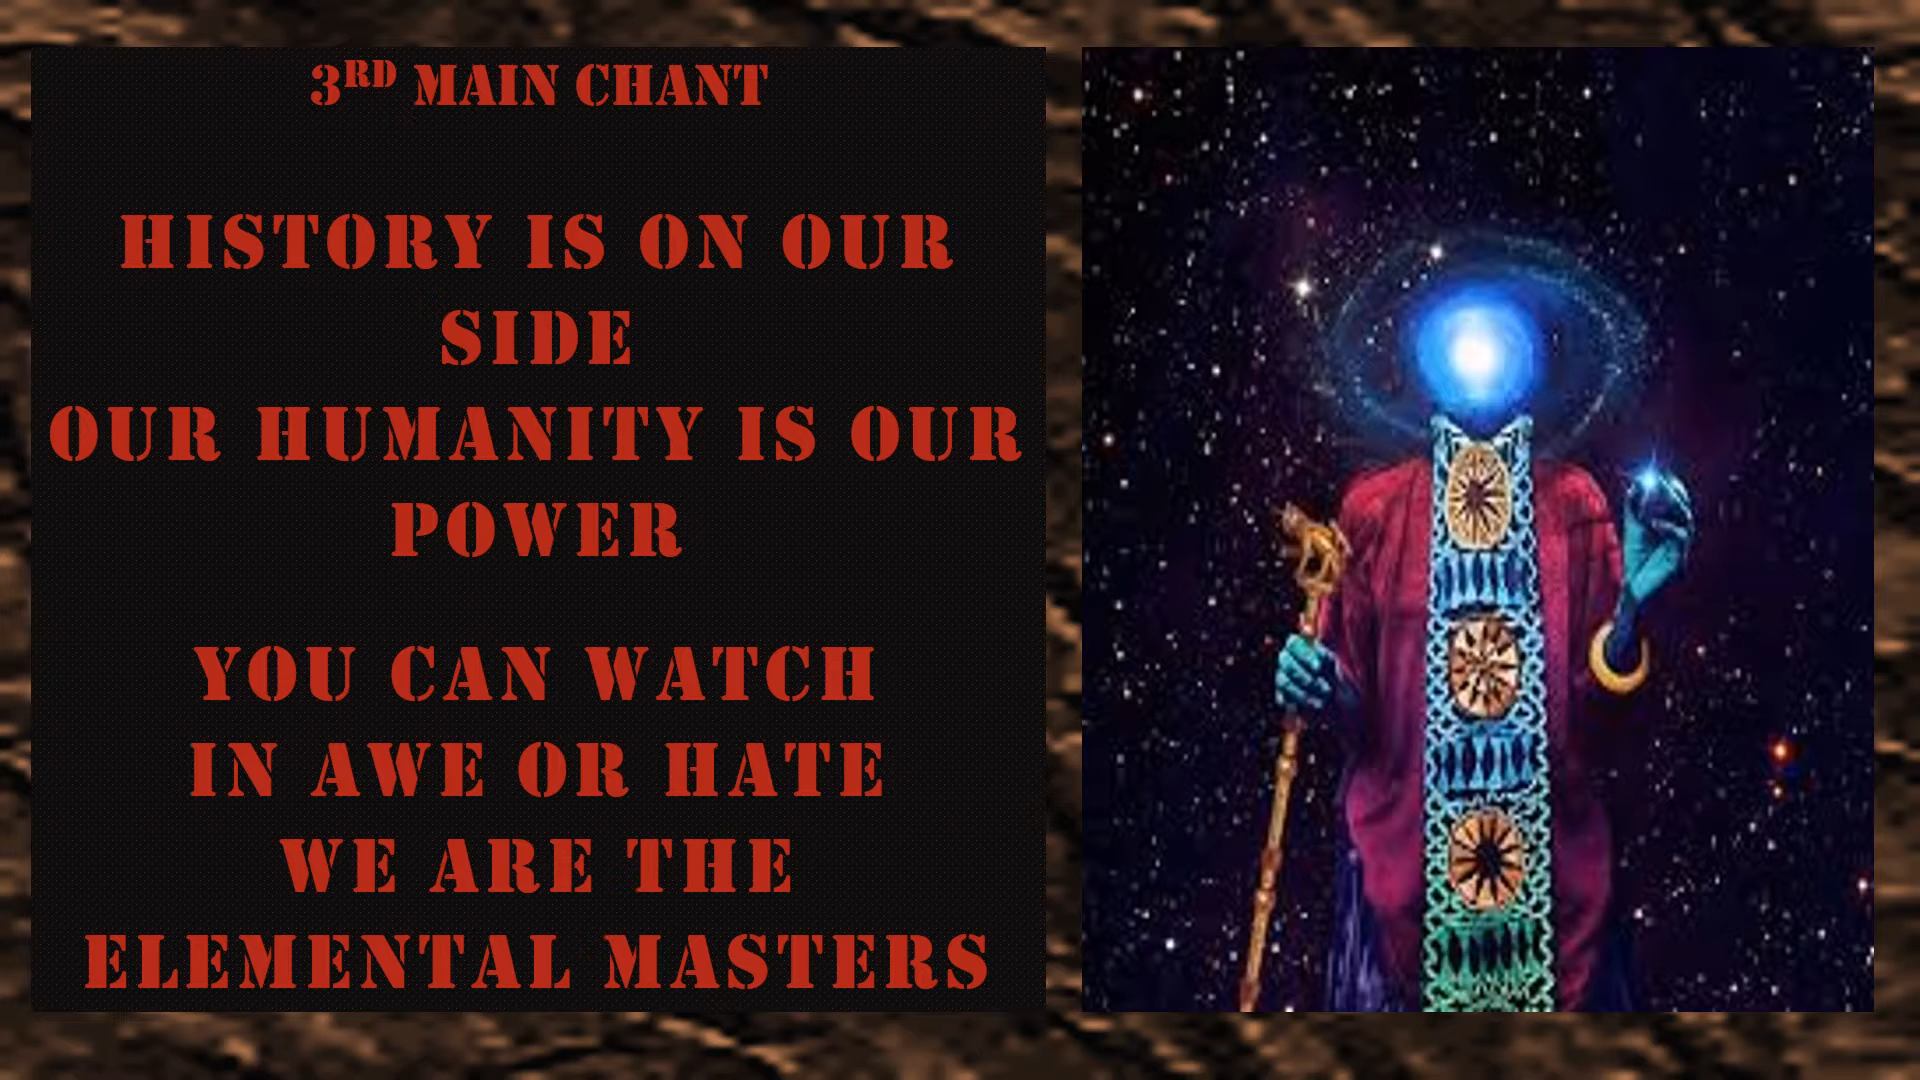 3RD MAIN CHANT
HISTORY IS ON OUR
SIDE
OUR HUMANITY IS OUR
POWER
YOU CAN WATCH
IN AWE OR HATE
WE ARE THE
ELEMENTAL MASTERS